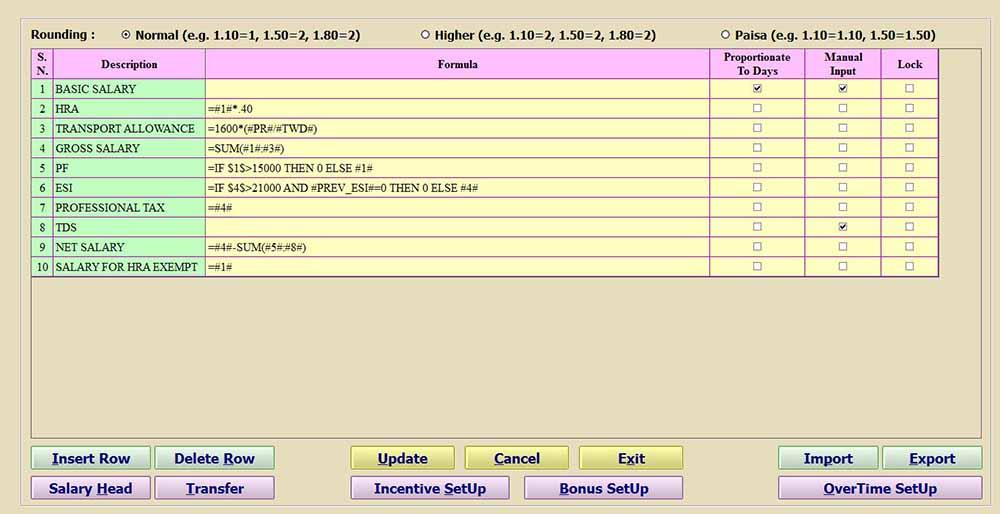 Rounding : Normal (e.g. 1.10=1, 1.50=2, 1.80=2) Higher (e.g. 1.10=2, 1.50=2, 1.80=2) Paisa (e.g. 1.10=1.10, 1.50=1.50)
S. N. Description Formula Proportionate To Days Manual Input Lock
1 BASIC SALARY
2 HRA =#1#*.40
3 TRANSPORT ALLOWANCE =1600*(#PR#/#TWD#)
4 GROSS SALARY =SUM(#1#:#3#)
5 PF =IF $1$>15000 THEN 0 ELSE #1#
6 ESI =IF $4$>21000 AND #PREV_ESI#=0 THEN 0 ELSE #4#
7 PROFESSIONAL TAX =#4#
8 TDS
9 NET SALARY =#4#-SUM(#5#:#8#)
10 SALARY FOR HRA EXEMPT =#1#
Insert Row Delete Row Update Cancel Exit Import Export
Salary Head Transfer Incentive SetUp Bonus SetUp OverTime SetUp